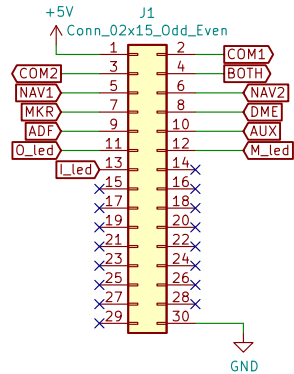 +5V
J1
Conn_02x15_Odd_Even
1 2 COM1
COM2 3 4 BOTH
NAV1 5 6 NAV2
MKR 7 8 DME
ADF 9 10 AUX
O_led 11 12 M_led
I_led 13 14
15 16
17 18
19 20
21 22
23 24
25 26
27 28
29 30
GND